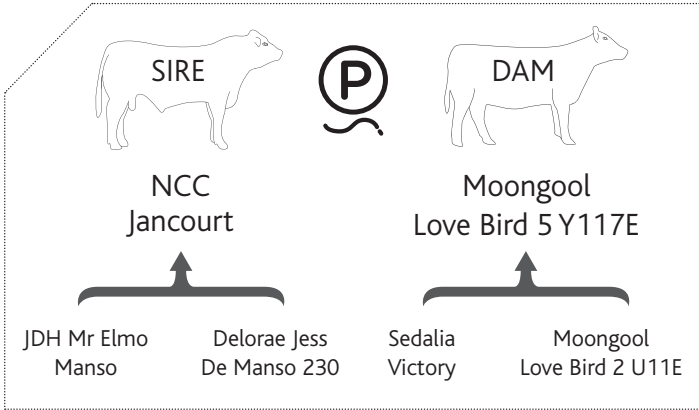 SIRE
P
DAM
NCC
Jancourt
Moongool
Love Bird 5 Y117E
JDH Mr Elmo
Manso
Delorae Jess
De Manso 230
Sedalia
Victory
Moongool
Love Bird 2 U11E